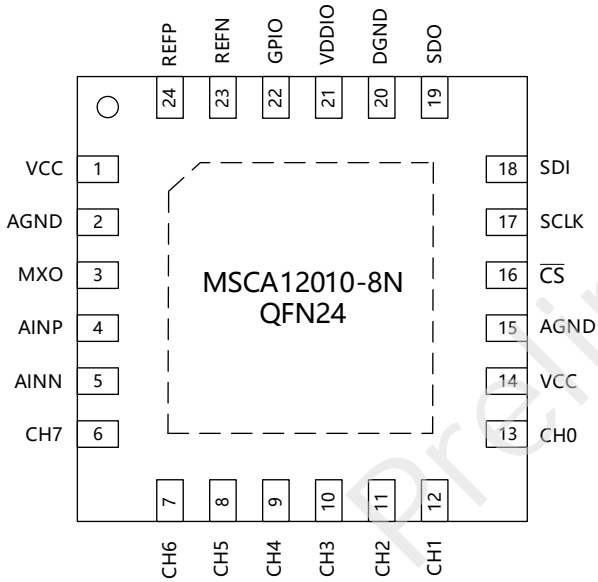 REFP
REFN
GPIO
VDDIO
DGND
SDO
24
23
22
21
20
19
VCC 1
18 SDI
AGND 2
17 SCLK
MXO 3
16 CS
AINP 4
15 AGND
AINN 5
14 VCC
CH7 6
13 CH0
MSCA12010-8N
QFN24
7
8
9
10
11
12
CH6
CH5
CH4
CH3
CH2
CH1
Prelin